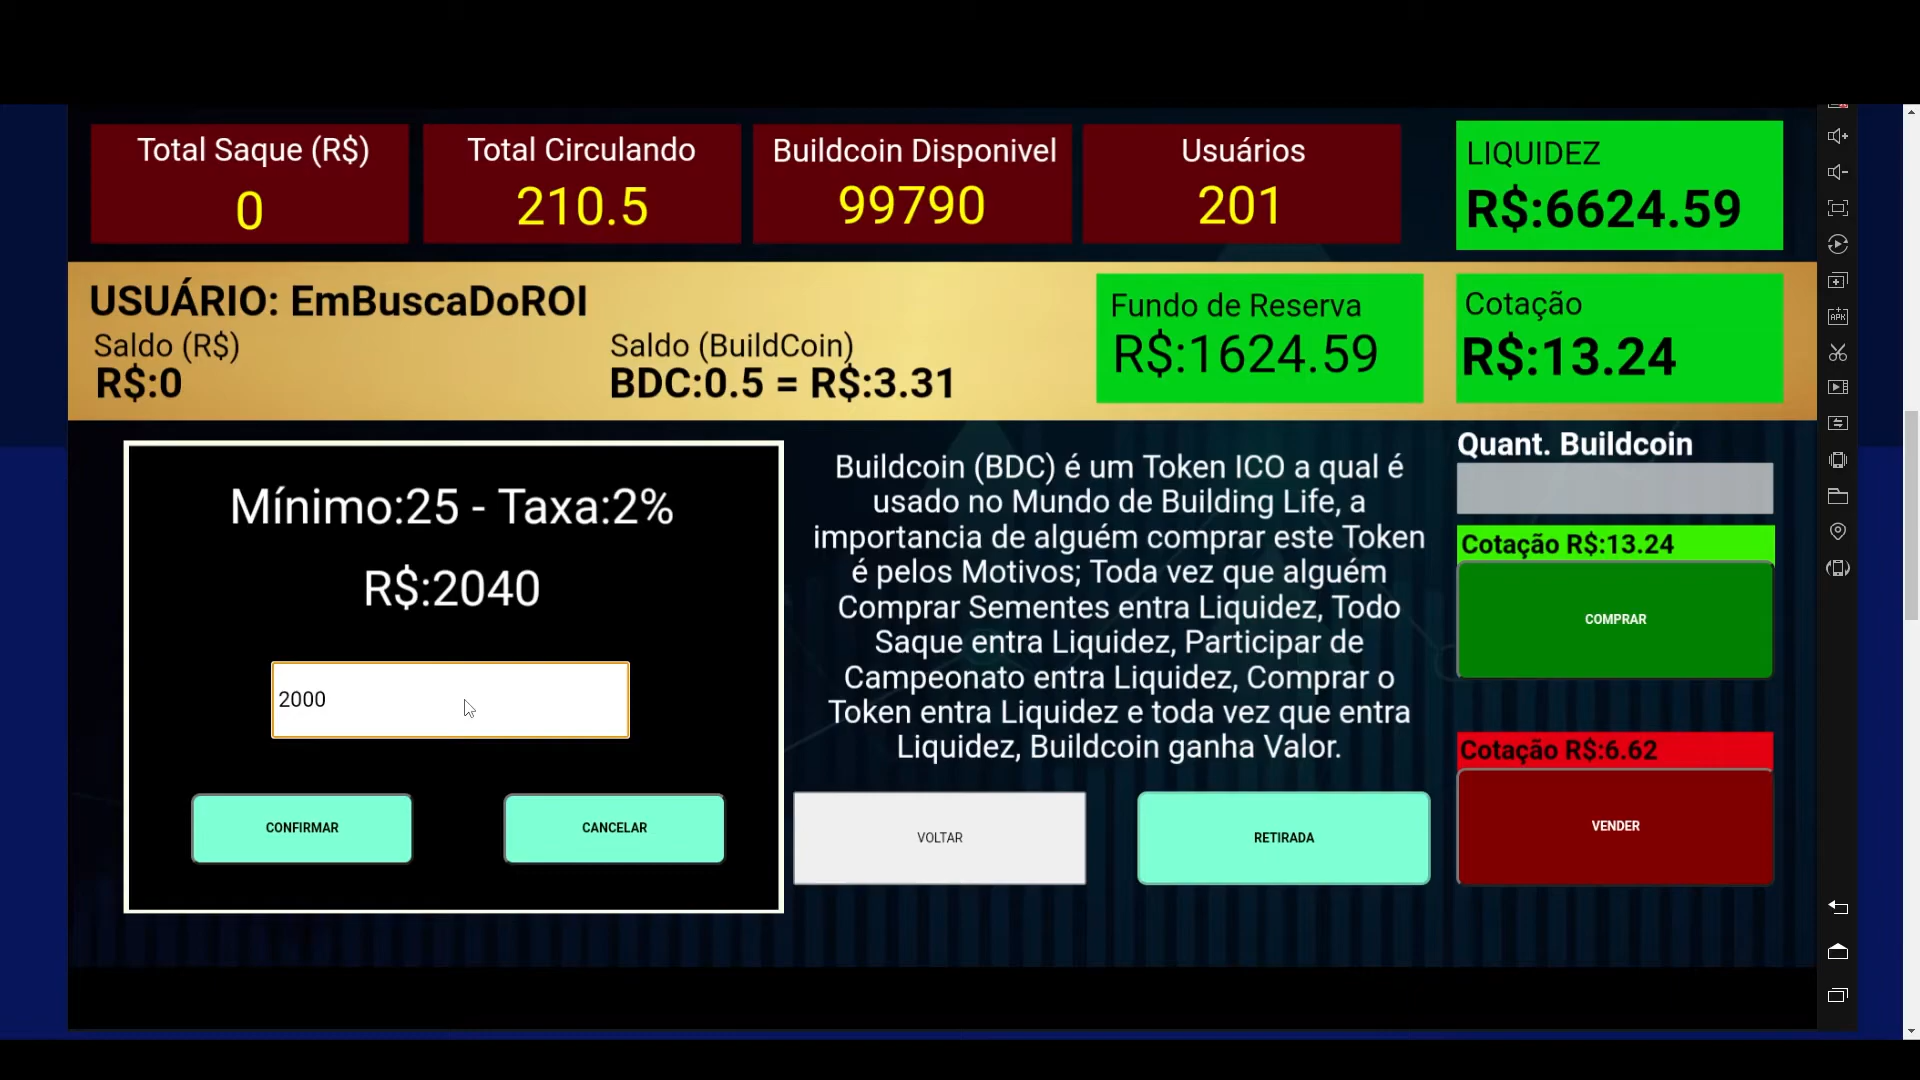 Total Saque (R$)
0
Total Circulando
210.5
Buildcoin Disponivel
99790
Usuários
201
LIQUIDEZ
R$:6624.59
USUÁRIO: EmBuscaDoROI
Saldo (R$)
R$:0
Saldo (BuildCoin)
BDC:0.5 = R$:3.31
Fundo de Reserva
R$:1624.59
Cotação
R$:13.24
Mínimo:25 - Taxa:2%
R$:2040
2000
CONFIRMAR
CANCELAR
Buildcoin (BDC) é um Token ICO a qual é
usado no Mundo de Building Life, a
importancia de alguém comprar este Token
é pelos Motivos; Toda vez que alguém
Comprar Sementes entra Liquidez, Todo
Saque entra Liquidez, Participar de
Campeonato entra Liquidez, Comprar o
Token entra Liquidez e toda vez que entra
Liquidez, Buildcoin ganha Valor.
VOLTAR
RETIRADA
Quant. Buildcoin
Cotação R$:13.24
COMPRAR
Cotação R$:6.62
VENDER
APK